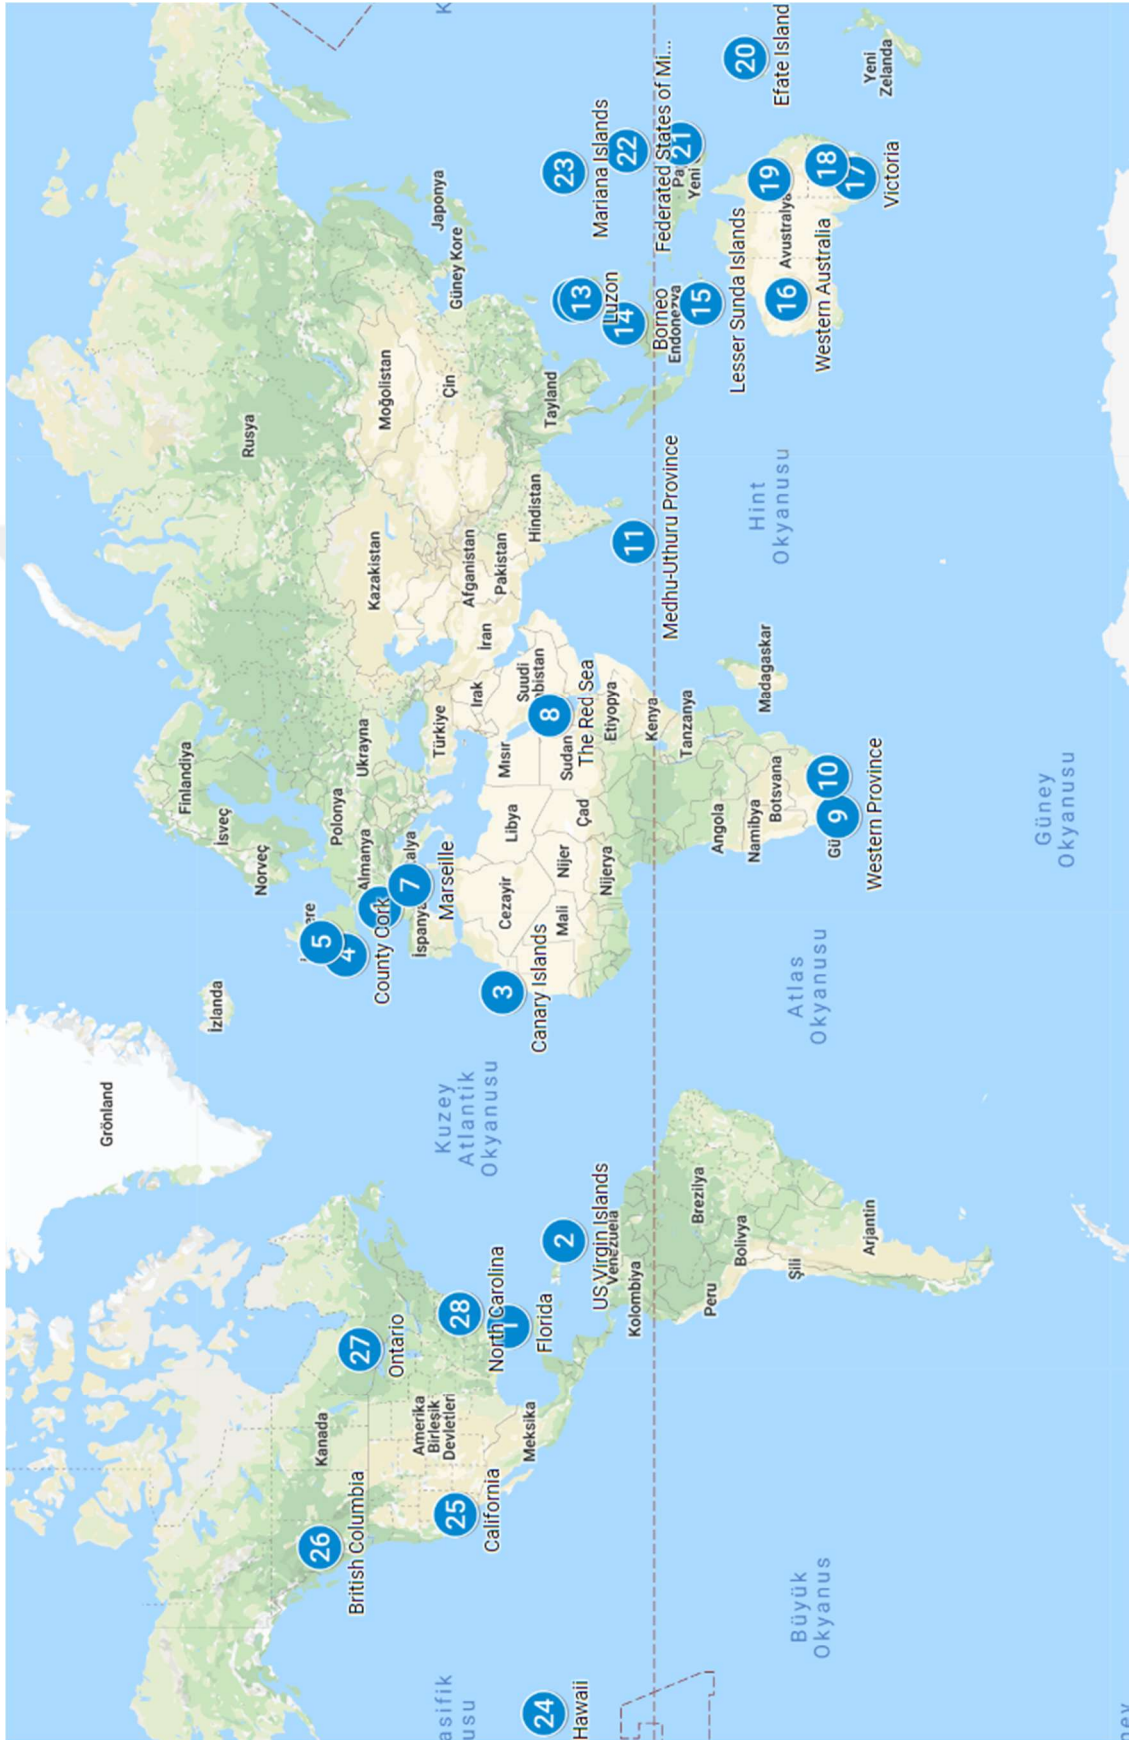 Grönland
İzlanda
Norveç
İsveç
Finlandiya
Rusya
Polonya
Ukrayna
Almanya
Kazakistan
Moğolistan
Çin
Japonya
Güney Kore
Türkiye
Irak
İran
Afganistan
Pakistan
Hindistan
Tayland
Mısır
Libya
Cezayir
Mali
Nijer
Çad
Sudan
Suudi
Nijerya
Etiyopya
Kenya
Tanzanya
Angola
Namibya
Botsvana
Madagaskar
Endonezya
Yeni
Avustralya
Yeni
Zelanda
İspanya
Kanada
Amerika
Birleşik
Devletleri
Meksika
Venezuela
Kolombiya
Brezilya
Peru
Bolivya
Şili
Arjantin
Kuzey
Atlantik
Okyanusu
Atlas
Okyanusu
Hint
Okyanusu
Güney
Okyanusu
Büyük
Okyanus
24
Hawaii
26
British Columbia
25
California
27
Ontario
28
North Carolina
1
Florida
2
US Virgin Islands
3
Canary Islands
4
County Cork
5
7
Marseille
8
The Red Sea
9
Western Province
10
11
Medhu-Uthuru Province
13
Luzon
14
Borneo
15
Lesser Sunda Islands
16
Western Australia
17
Victoria
18
19
20
Efate Island
21
Federated States of Mi...
22
23
Mariana Islands